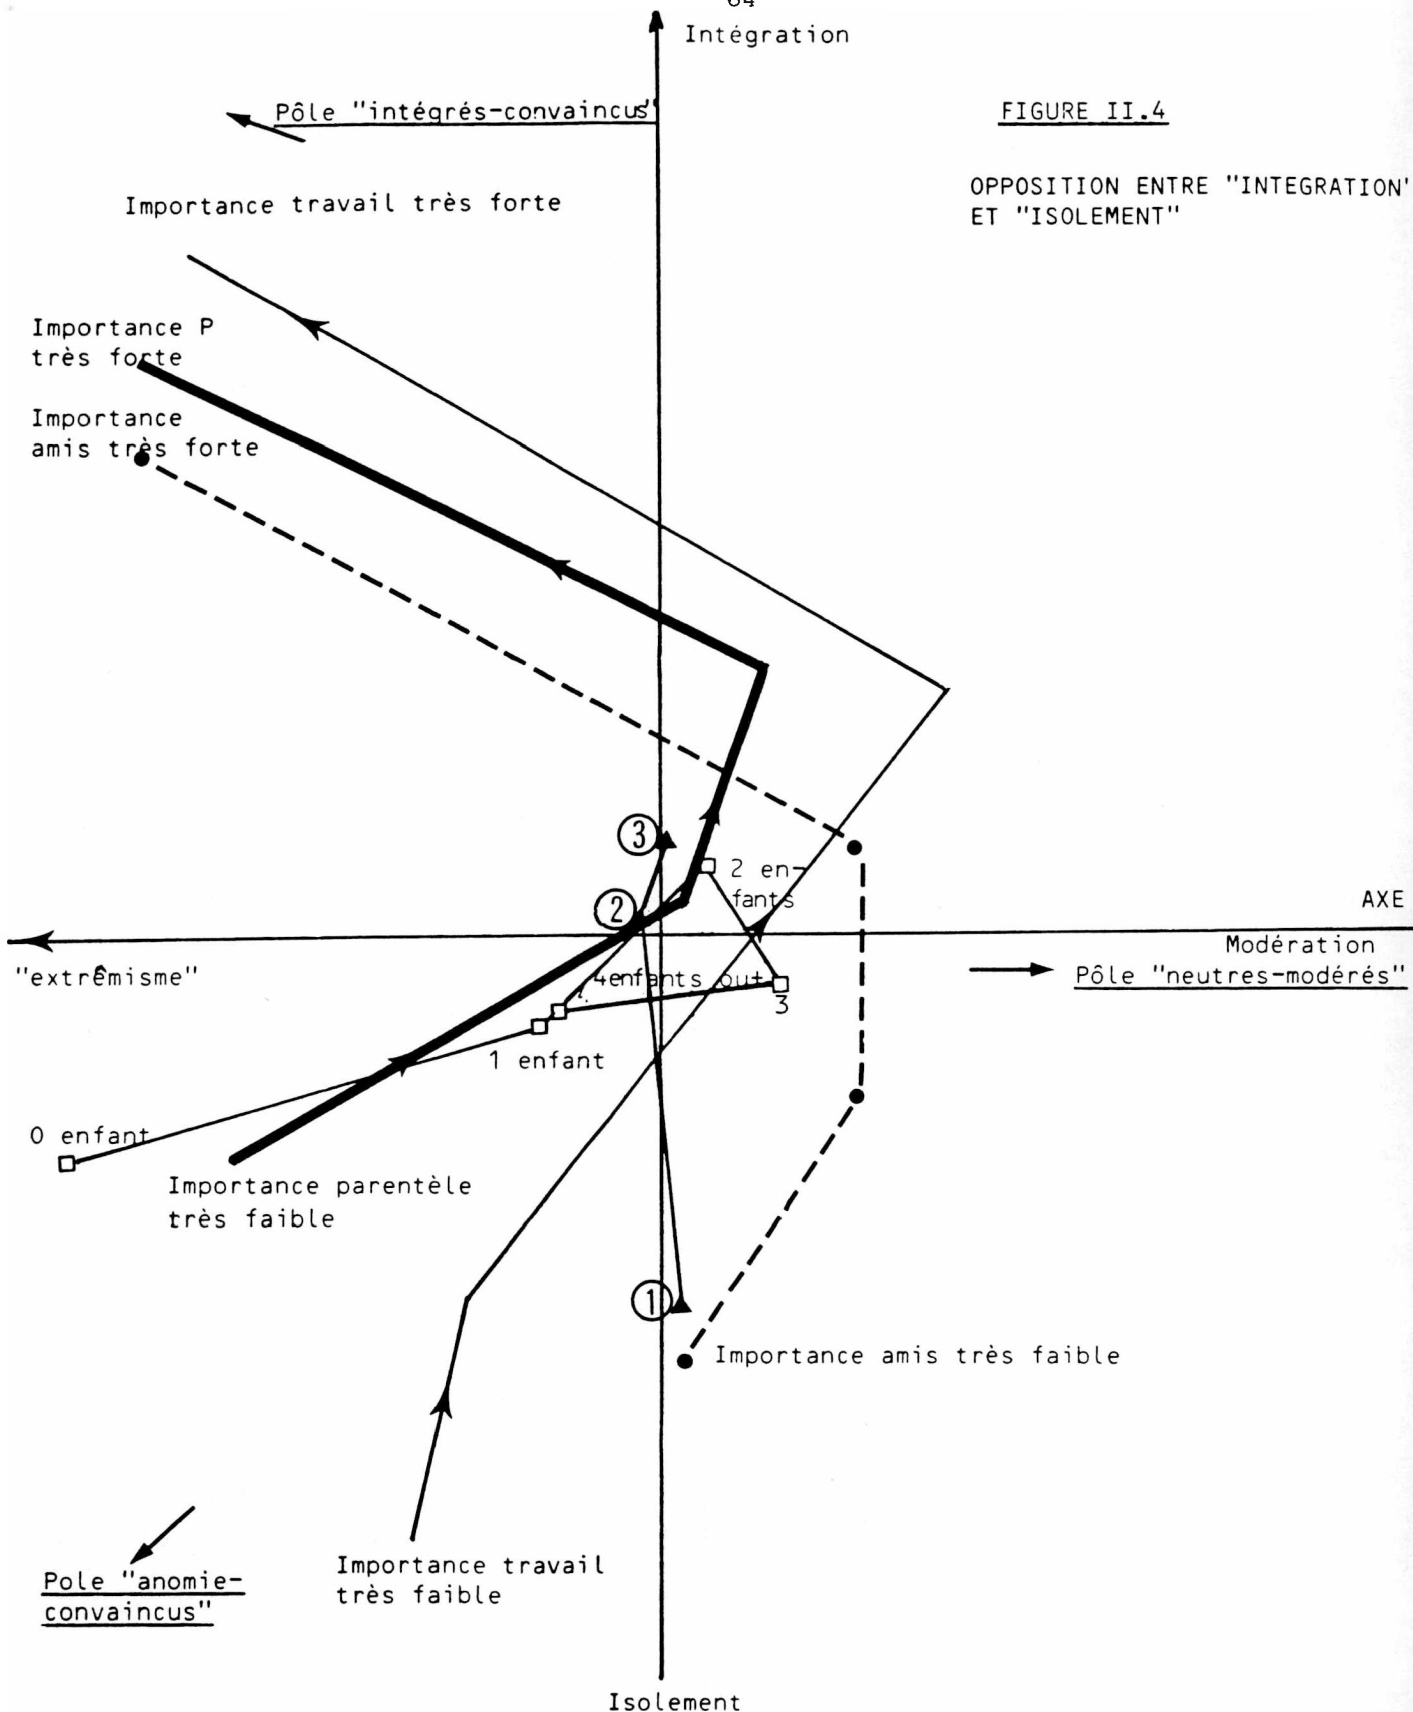 64
Intégration
Pôle "intégrés-convaincus"
FIGURE II.4
OPPOSITION ENTRE "INTEGRATION"
ET "ISOLEMENT"
Importance travail très forte
Importance P
très forte
Importance
amis très forte
3
2 en-
fants
2
AXE
"extrêmisme"
Modération
Pôle "neutres-modérés"
4enfants ou+
3
1 enfant
0 enfant
Importance parentèle
très faible
1
Importance amis très faible
Importance travail
très faible
Pole "anomie-
convaincus"
Isolement